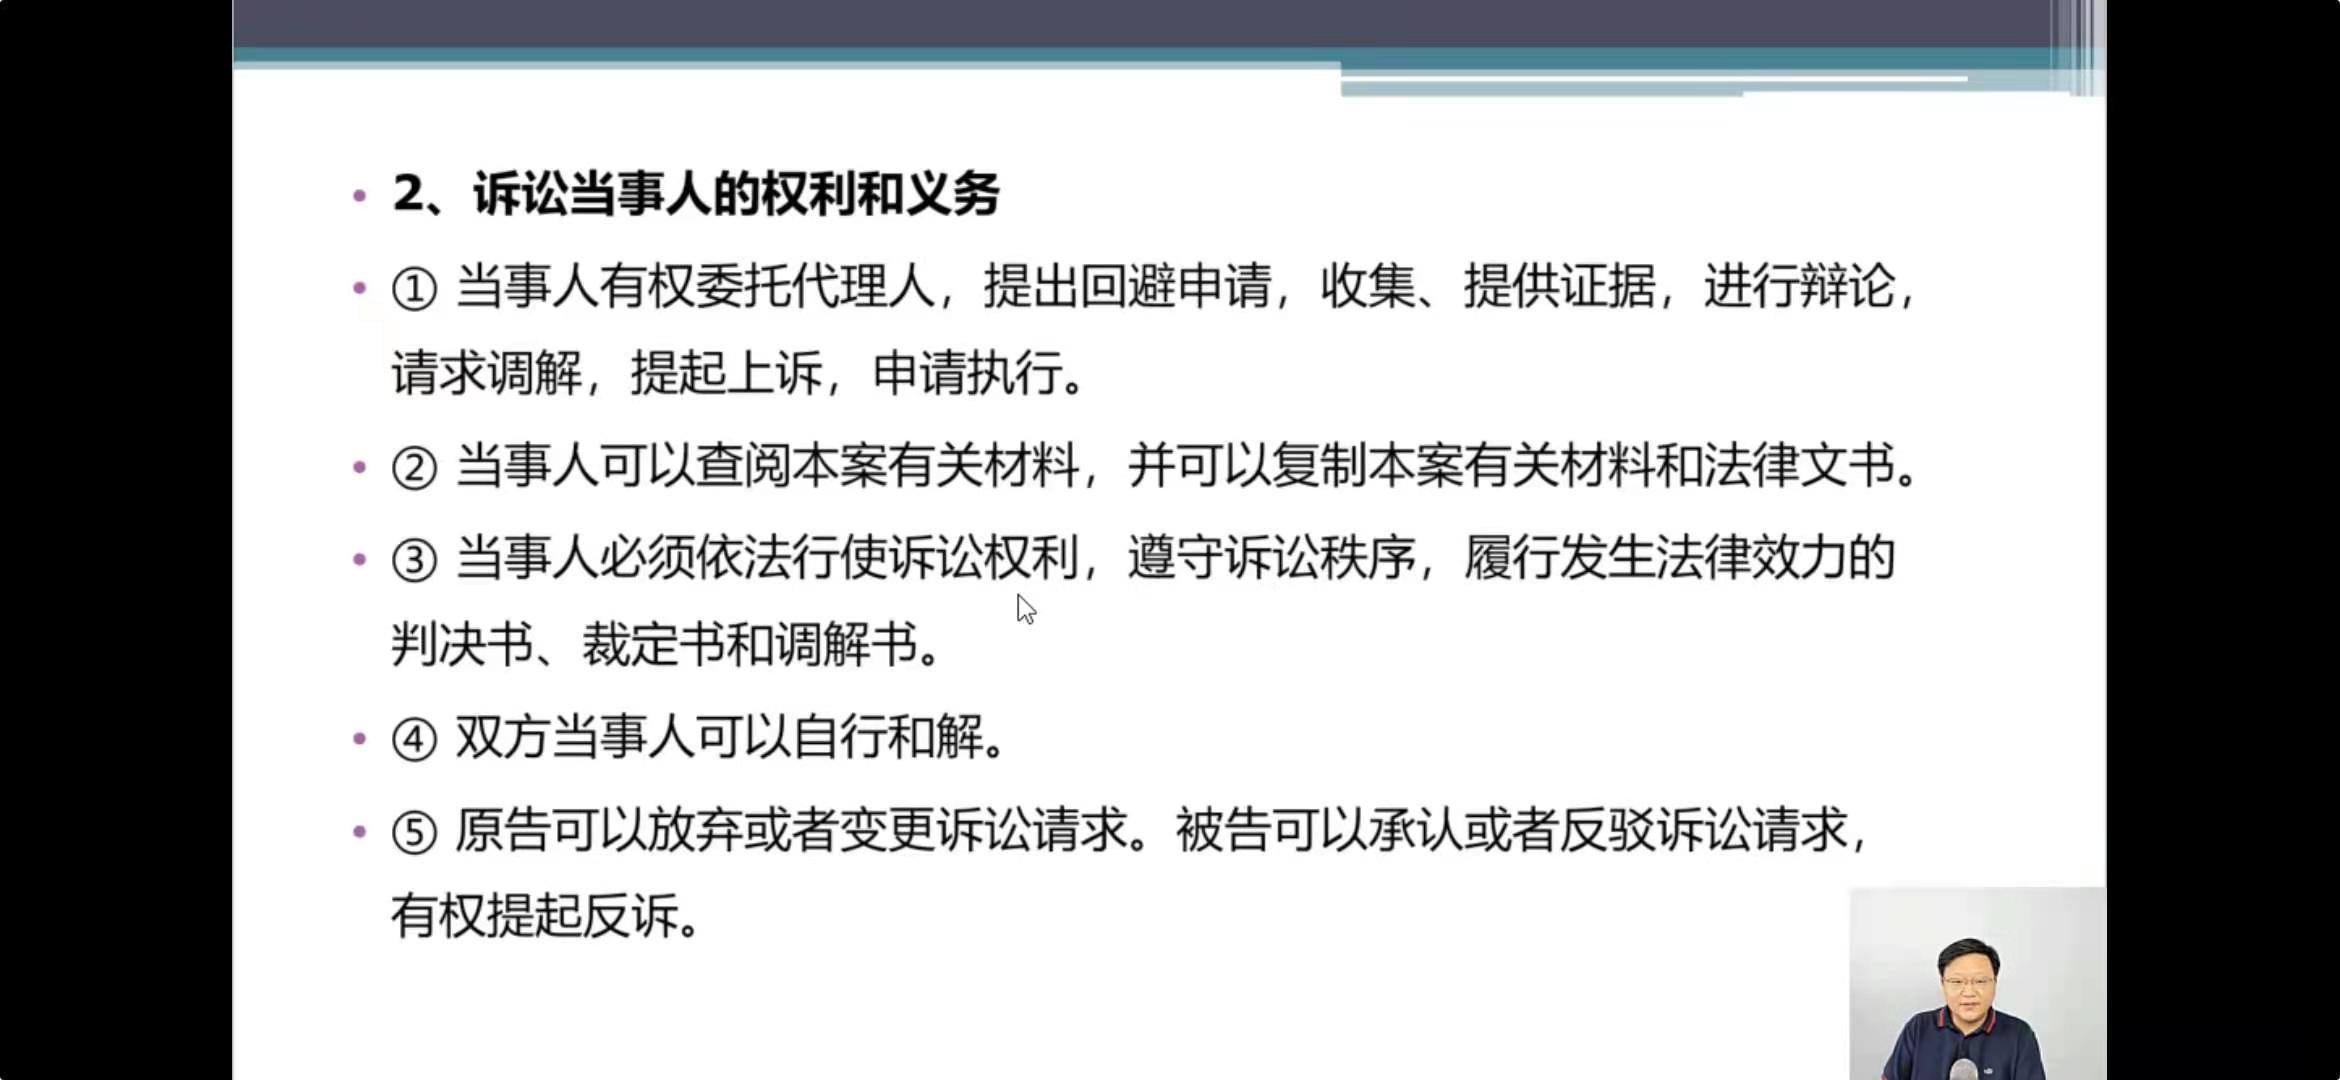 2、诉讼当事人的权利和义务
① 当事人有权委托代理人，提出回避申请，收集、提供证据，进行辩论，
请求调解，提起上诉，申请执行。
② 当事人可以查阅本案有关材料，并可以复制本案有关材料和法律文书。
③ 当事人必须依法行使诉讼权利，遵守诉讼秩序，履行发生法律效力的
判决书、裁定书和调解书。
④ 双方当事人可以自行和解。
⑤ 原告可以放弃或者变更诉讼请求。被告可以承认或者反驳诉讼请求，
有权提起反诉。